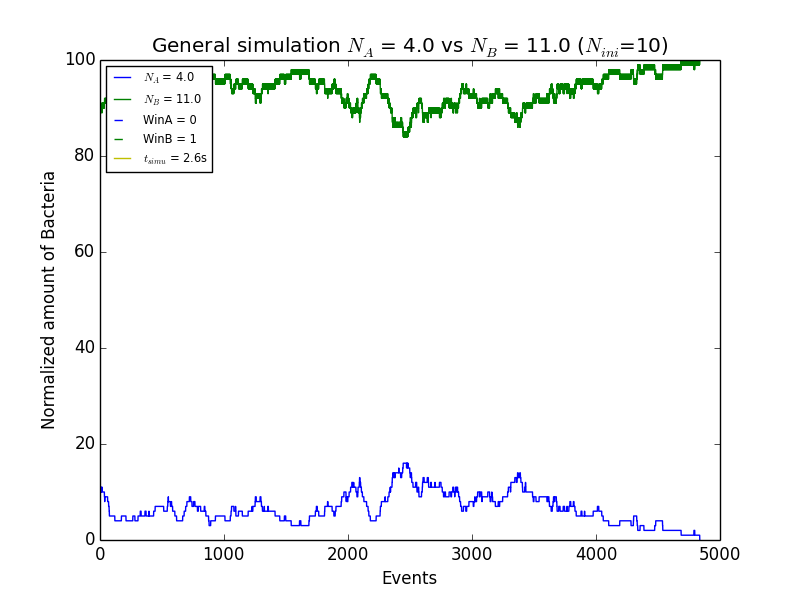 General simulation N_A = 4.0 vs N_B = 11.0 (N_ini=10)
100
80
60
40
20
0
Normalized amount of Bacteria
N_A = 4.0
N_B = 11.0
WinA = 0
WinB = 1
t_simu = 2.6s
0 1000 2000 3000 4000 5000
Events